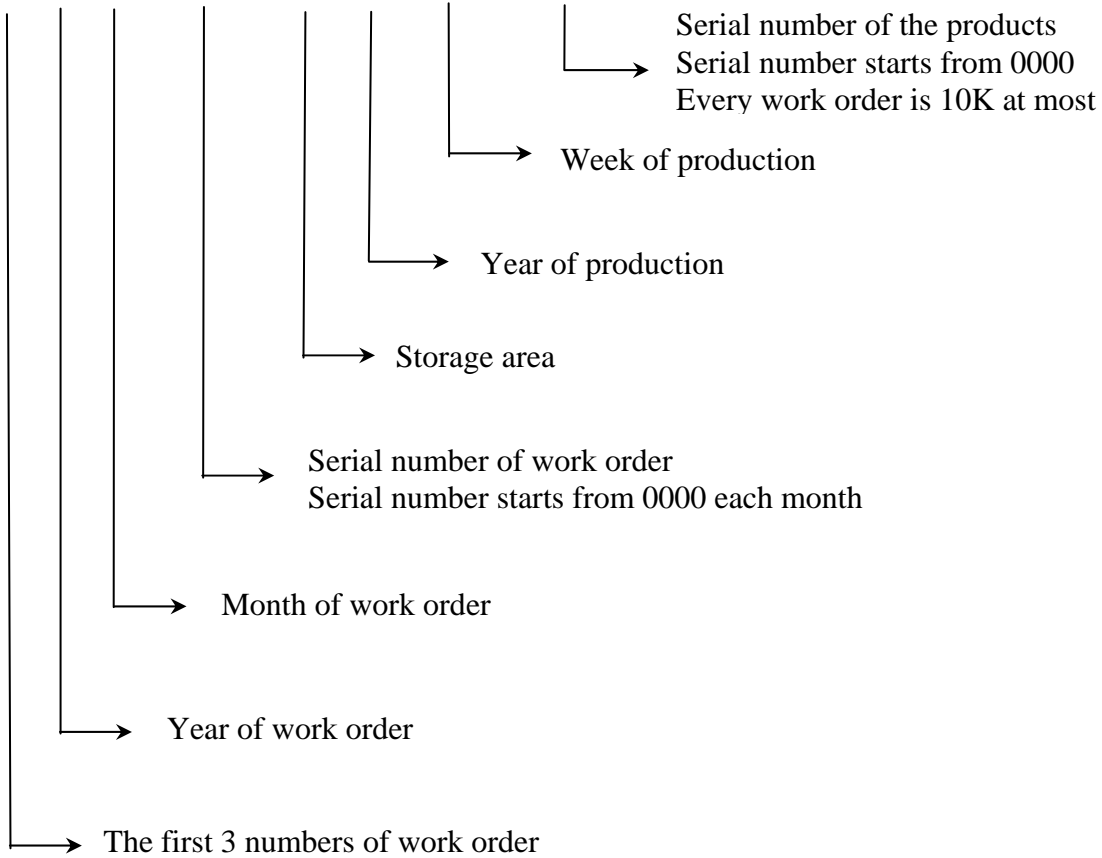 Serial number of the products
Serial number starts from 0000
Every work order is 10K at most
Week of production
Year of production
Storage area
Serial number of work order
Serial number starts from 0000 each month
Month of work order
Year of work order
The first 3 numbers of work order